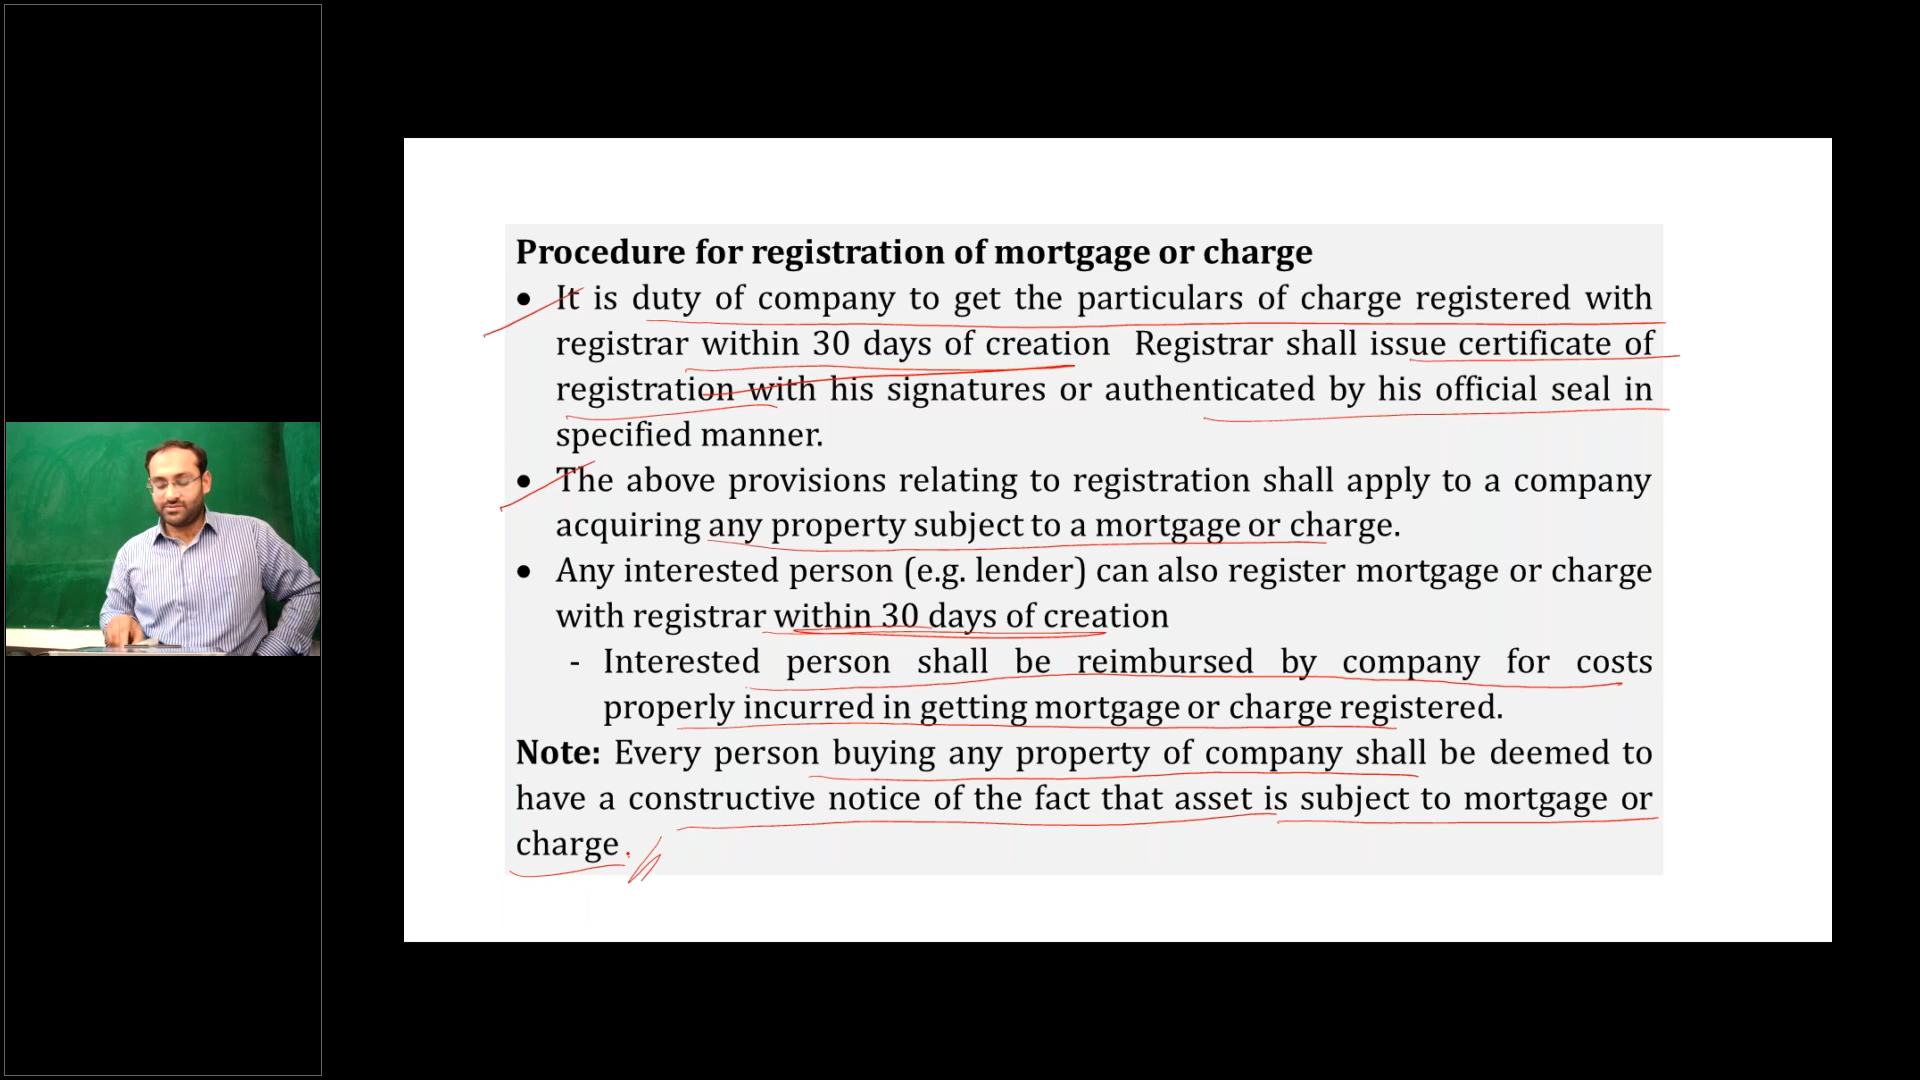 Procedure for registration of mortgage or charge
• It is duty of company to get the particulars of charge registered with
registrar within 30 days of creation Registrar shall issue certificate of
registration with his signatures or authenticated by his official seal in
specified manner.
• The above provisions relating to registration shall apply to a company
acquiring any property subject to a mortgage or charge.
• Any interested person (e.g. lender) can also register mortgage or charge
with registrar within 30 days of creation
- Interested person shall be reimbursed by company for costs
properly incurred in getting mortgage or charge registered.
Note: Every person buying any property of company shall be deemed to
have a constructive notice of the fact that asset is subject to mortgage or
charge.